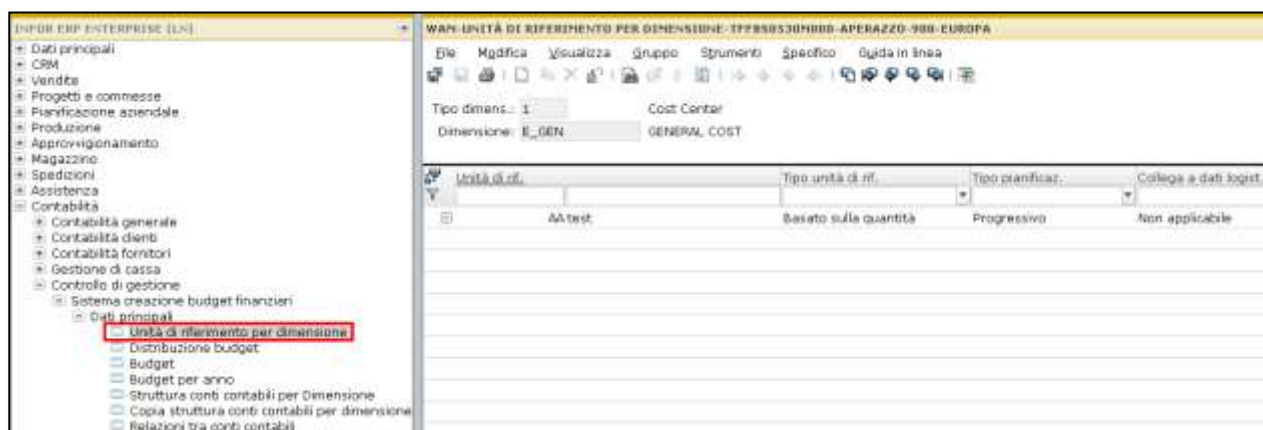 INFOR ERP ENTERPRISE (LN)
Dati principali
CRM
Vendite
Progetti e commesse
Pianificazione aziendale
Produzione
Approvvigionamento
Magazzino
Spedizioni
Assistenza
Contabilità
Contabilità generale
Contabilità clienti
Contabilità fornitori
Gestione di cassa
Controllo di gestione
Sistema creazione budget finanziari
Dati principali
Unità di riferimento per dimensione
Distribuzione budget
Budget
Budget per anno
Struttura conti contabili per Dimensione
Copia struttura conti contabili per dimensione
Relazioni tra conti contabili
WAN-UNITÀ DI RIFERIMENTO PER DIMENSIONE-
File Modifica Visualizza Gruppo Strumenti Specifico Guida in linea
Tipo dimens.: 1 Cost Center
Dimensione: E_GEN GENERAL COST
Unità di rif. Tipo unità di rif. Tipo pianificaz. Collega a dati logist.
AA test Basato sulla quantità Progressivo Non applicabile